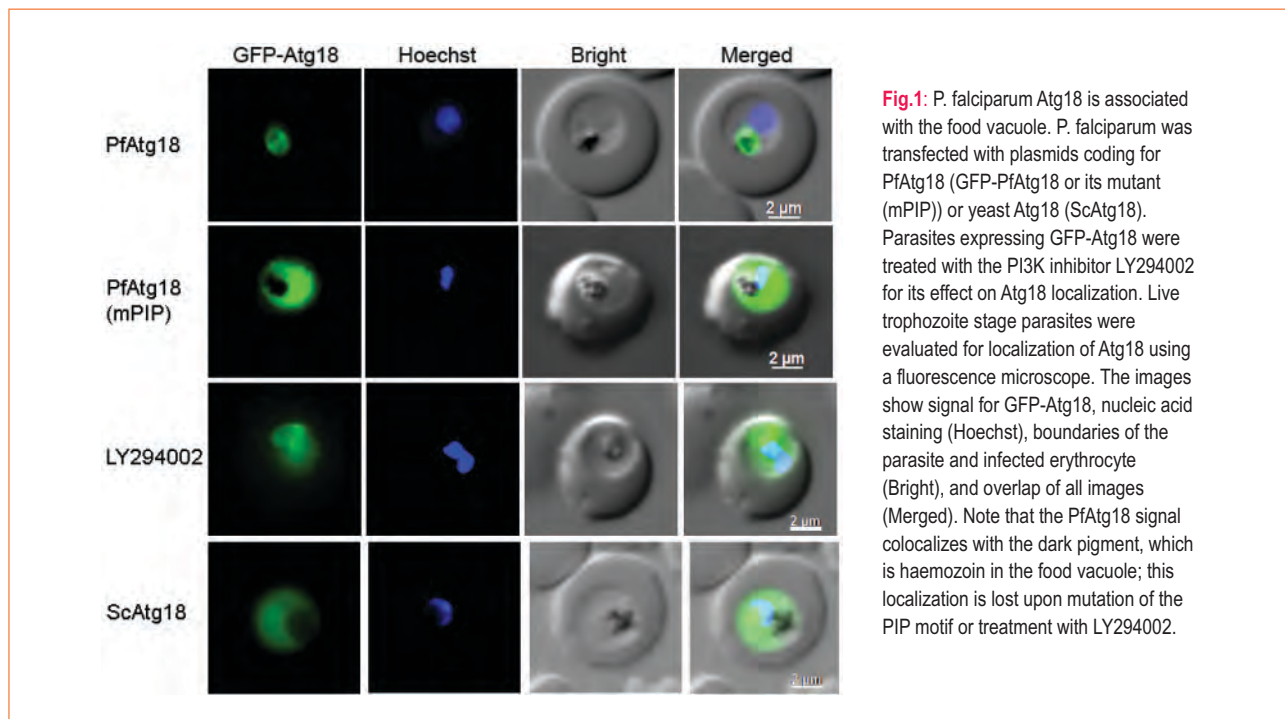 GFP-Atg18 Hoechst Bright Merged
PfAtg18
2 µm
PfAtg18
(mPIP)
2 µm
LY294002
2 µm
ScAtg18
2 µm
Fig.1: P. falciparum Atg18 is associated
with the food vacuole. P. falciparum was
transfected with plasmids coding for
PfAtg18 (GFP-PfAtg18 or its mutant
(mPIP)) or yeast Atg18 (ScAtg18).
Parasites expressing GFP-Atg18 were
treated with the PI3K inhibitor LY294002
for its effect on Atg18 localization. Live
trophozoite stage parasites were
evaluated for localization of Atg18 using
a fluorescence microscope. The images
show signal for GFP-Atg18, nucleic acid
staining (Hoechst), boundaries of the
parasite and infected erythrocyte
(Bright), and overlap of all images
(Merged). Note that the PfAtg18 signal
colocalizes with the dark pigment, which
is haemozoin in the food vacuole; this
localization is lost upon mutation of the
PIP motif or treatment with LY294002.